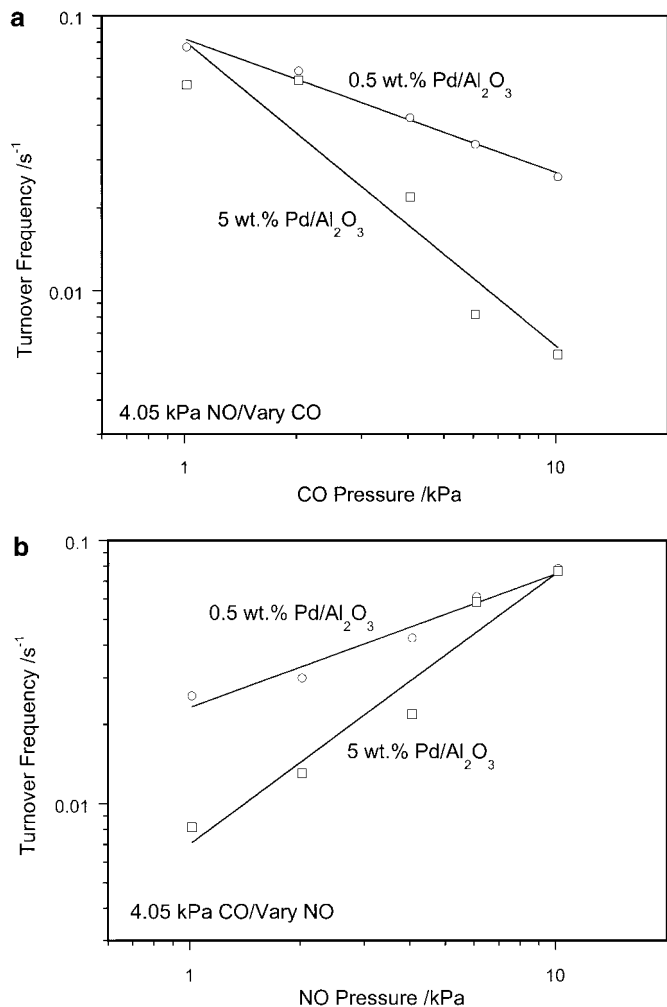 a
0.1
0.5 wt.% Pd/Al₂O₃
5 wt.% Pd/Al₂O₃
0.01
Turnover Frequency /s⁻¹
4.05 kPa NO/Vary CO
1
10
CO Pressure /kPa
b
0.1
0.5 wt.% Pd/Al₂O₃
5 wt.% Pd/Al₂O₃
0.01
Turnover Frequency /s⁻¹
4.05 kPa CO/Vary NO
1
10
NO Pressure /kPa